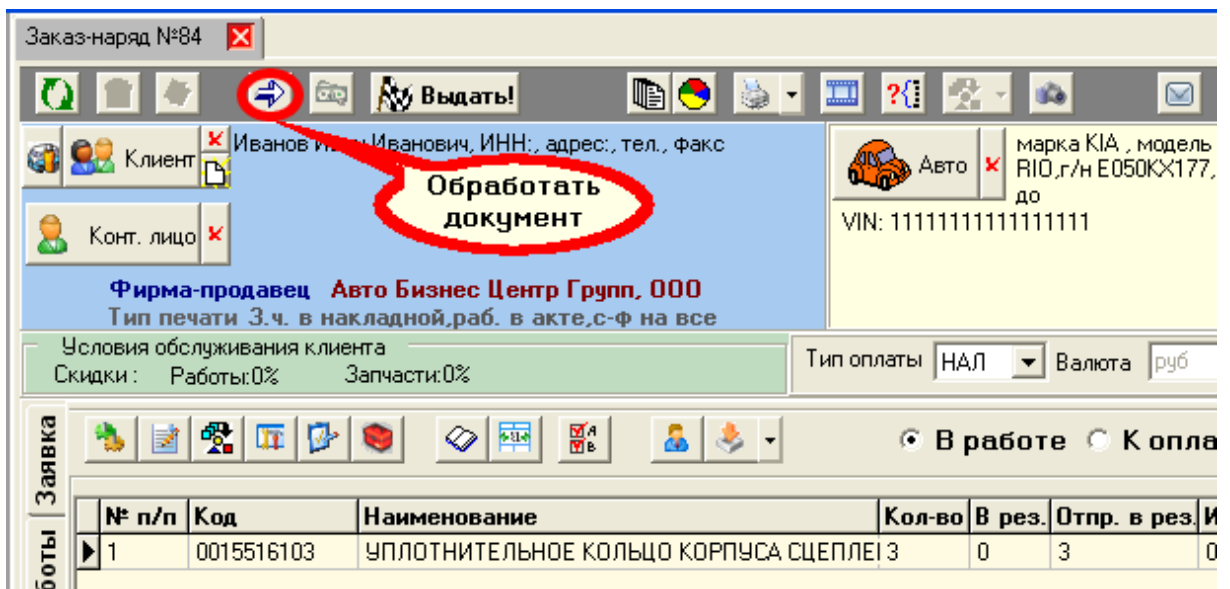 Заказ-наряд №84
Выдать!
Клиент
Иванов Ив н Иванович, ИНН:, адрес:, тел., факс
Обработать
документ
Конт. лицо
Фирма-продавец Авто Бизнес Центр Групп, ООО
Тип печати З.ч. в накладной,раб. в акте,с-ф на все
Авто
марка KIA , модель
RIO,г/н E050KX177,
до
VIN: 11111111111111111
Условия обслуживания клиента
Скидки : Работы:0% Запчасти:0%
Тип оплаты НАЛ Валюта руб
Заявка
боты
В работе К опла
№ п/п Код Наименование Кол-во В рез. Отпр. в рез. И
1 0015516103 УПЛОТНИТЕЛЬНОЕ КОЛЬЦО КОРПУСА СЦЕПЛЕ 3 0 3 0